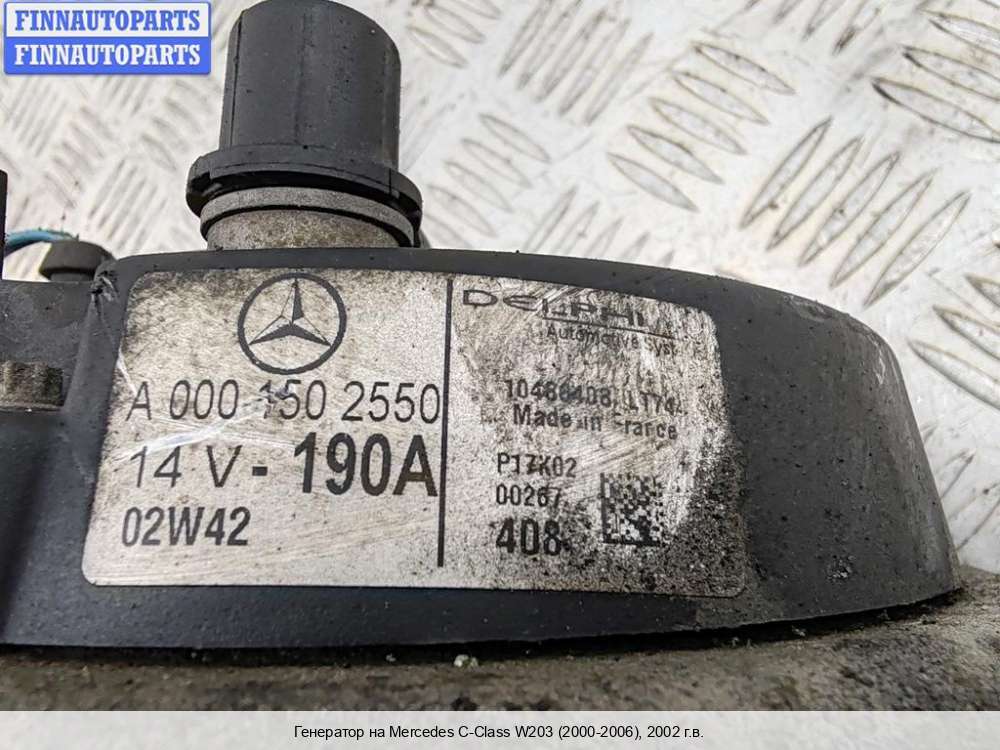 FINNAUTOPARTS
FINNAUTOPARTS
A 000 150 2550
14 V - 190A
02W42
DELPHI
Automotive Syst
Made in France
P17K02
00267
408
Генератор на Mercedes C-Class W203 (2000-2006), 2002 г.в.